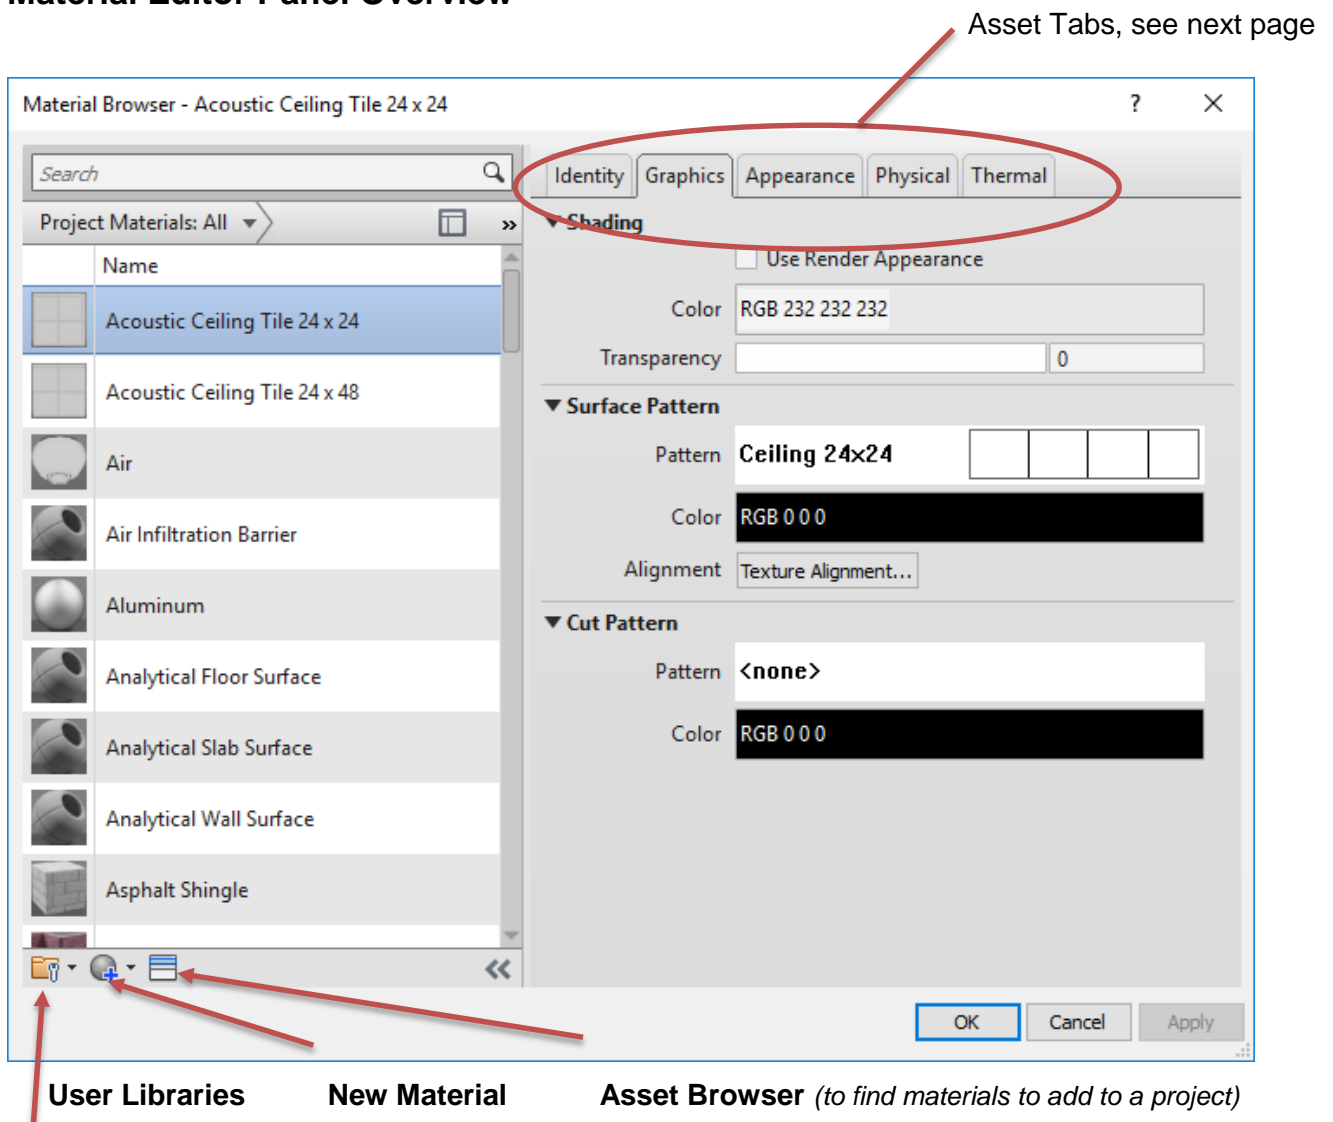 Material Editor Panel Overview
Asset Tabs, see next page
Material Browser - Acoustic Ceiling Tile 24 x 24
?
Search
Project Materials: All
»
Name
Acoustic Ceiling Tile 24 x 24
Acoustic Ceiling Tile 24 x 48
Air
Air Infiltration Barrier
Aluminum
Analytical Floor Surface
Analytical Slab Surface
Analytical Wall Surface
Asphalt Shingle
Identity Graphics Appearance Physical Thermal
Shading
Use Render Appearance
Color RGB 232 232 232
Transparency 0
Surface Pattern
Pattern Ceiling 24x24
Color RGB 0 0 0
Alignment Texture Alignment...
Cut Pattern
Pattern <none>
Color RGB 0 0 0
OK Cancel Apply
User Libraries New Material Asset Browser (to find materials to add to a project)